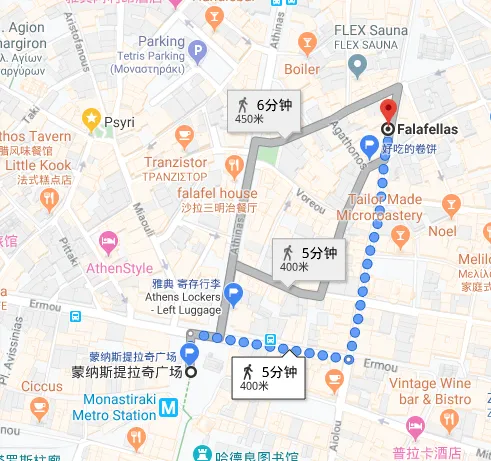 Agion
Anargiron
Αγίων
ναργύρων
Aristofanous
Parking
Tetris Parking
(Μοναστηράκι)
FLEX Sauna
FLEX SAUNA
Boiler
Taki
6分钟
450米
Psyri
Falafellas
好吃的卷饼
Agathonos
thos Tavern
腊风味餐馆
Little Kook
法式糕点店
Tranzistor
ΤΡΑΝΖΙΣΤΟΡ
falafel house
沙拉三明治餐厅
Voreou
Tailor Made
Microroastery
Noel
Miaouli
Athinas
Pittaki
旅馆
AthenStyle
5分钟
400米
雅典 寄存行李
Athens Lockers
- Left Luggage
Ermou
Pl. Avissinias
蒙纳斯提拉奇广场
蒙纳斯提拉奇广场
5分钟
400米
Ermou
Ciccus
Monastiraki
Metro Station
Vintage Wine
bar & Bistro
Aiolou
普拉卡酒店
哈德良图书馆